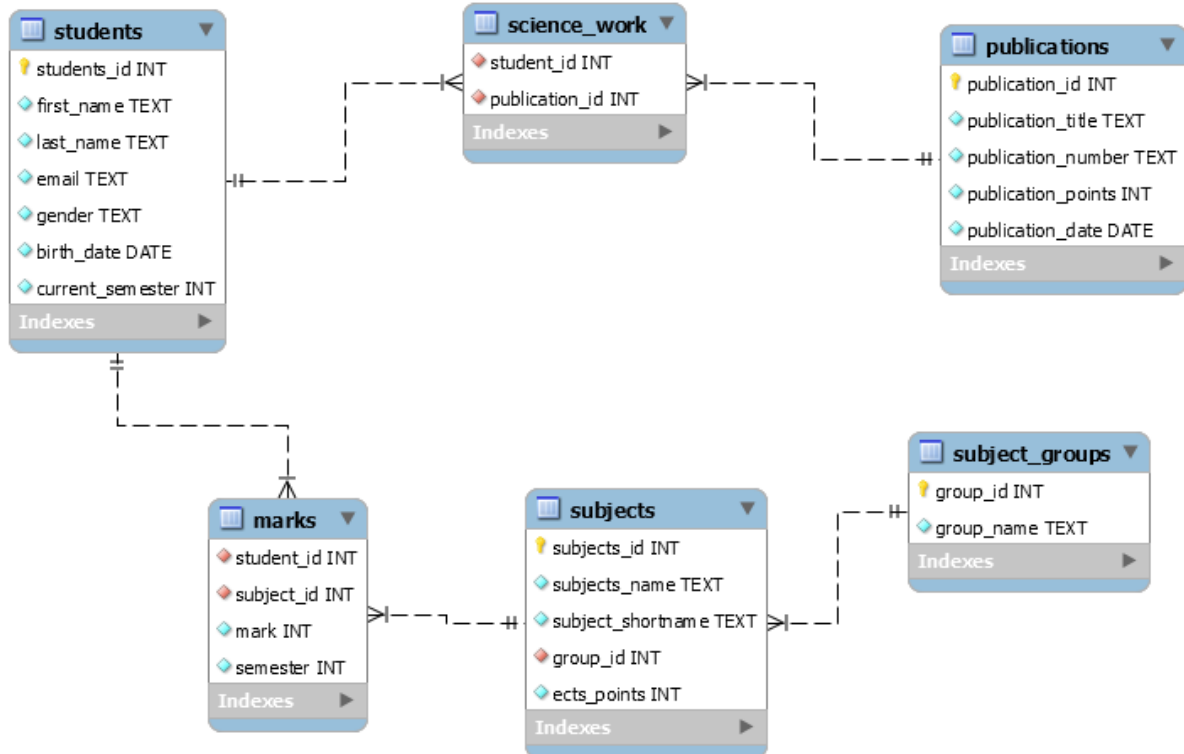 students
students_id INT
first_name TEXT
last_name TEXT
email TEXT
gender TEXT
birth_date DATE
current_semester INT
Indexes
science_work
student_id INT
publication_id INT
Indexes
publications
publication_id INT
publication_title TEXT
publication_number TEXT
publication_points INT
publication_date DATE
Indexes
marks
student_id INT
subject_id INT
mark INT
semester INT
Indexes
subjects
subjects_id INT
subjects_name TEXT
subject_shortname TEXT
group_id INT
ects_points INT
Indexes
subject_groups
group_id INT
group_name TEXT
Indexes